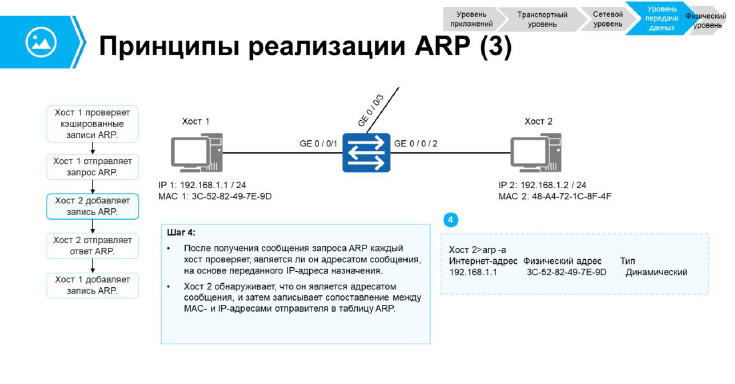 Уровень
приложений
Транспортный
уровень
Сетевой
уровень
Уровень
передачи
данных
Физический
уровень
Принципы реализации ARP (3)
Хост 1 проверяет
кэшированные
записи ARP.
Хост 1 отправляет
запрос ARP.
Хост 2 добавляет
запись ARP.
Хост 2 отправляет
ответ ARP.
Хост 1 добавляет
запись ARP.
Хост 1
GE 0 / 0/1
GE 0 / 0/3
GE 0 / 0 / 2
Хост 2
IP 1: 192.168.1.1 / 24
MAC 1: 3C-52-82-49-7E-9D
IP 2: 192.168.1.2 / 24
MAC 2: 48-A4-72-1C-8F-4F
Шаг 4:
• После получения сообщения запроса ARP каждый
хост проверяет, является ли он адресатом сообщения,
на основе переданного IP-адреса назначения.
• Хост 2 обнаруживает, что он является адресатом
сообщения, и затем записывает сопоставление между
MAC- и IP-адресами отправителя в таблицу ARP.
4
Хост 2>arp -a
Интернет-адрес Физический адрес Тип
192.168.1.1 3C-52-82-49-7E-9D Динамический